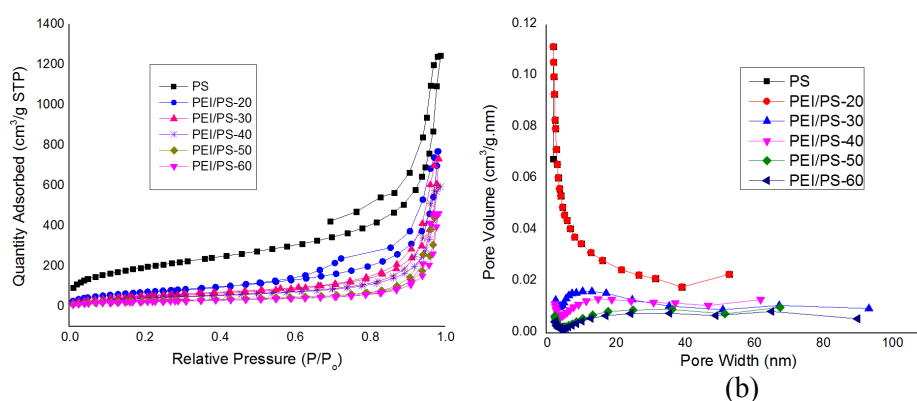 Quantity Adsorbed (cm³/g STP)
1400
1200
1000
800
600
400
200
0
PS
PEI/PS-20
PEI/PS-30
PEI/PS-40
PEI/PS-50
PEI/PS-60
0.0 0.2 0.4 0.6 0.8 1.0
Relative Pressure (P/Pₒ)
Pore Volume (cm³/g.nm)
0.12
0.10
0.08
0.06
0.04
0.02
0.00
PS
PEI/PS-20
PEI/PS-30
PEI/PS-40
PEI/PS-50
PEI/PS-60
0 20 40 60 80 100
Pore Width (nm)
(b)